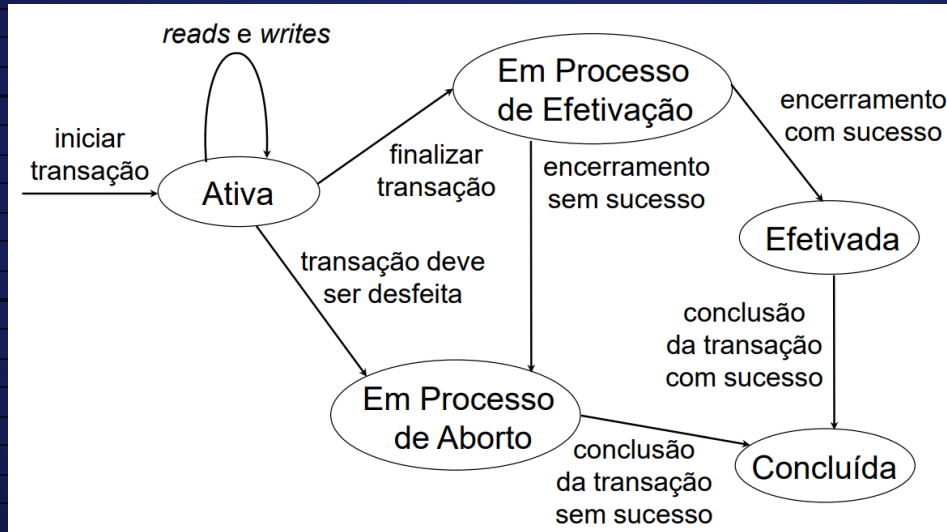 reads e writes
iniciar
transação
Ativa
finalizar
transação
Em Processo
de Efetivação
encerramento
com sucesso
encerramento
sem sucesso
Efetivada
transação deve
ser desfeita
conclusão
da transação
com sucesso
Em Processo
de Aborto
conclusão
da transação
sem sucesso
Concluída